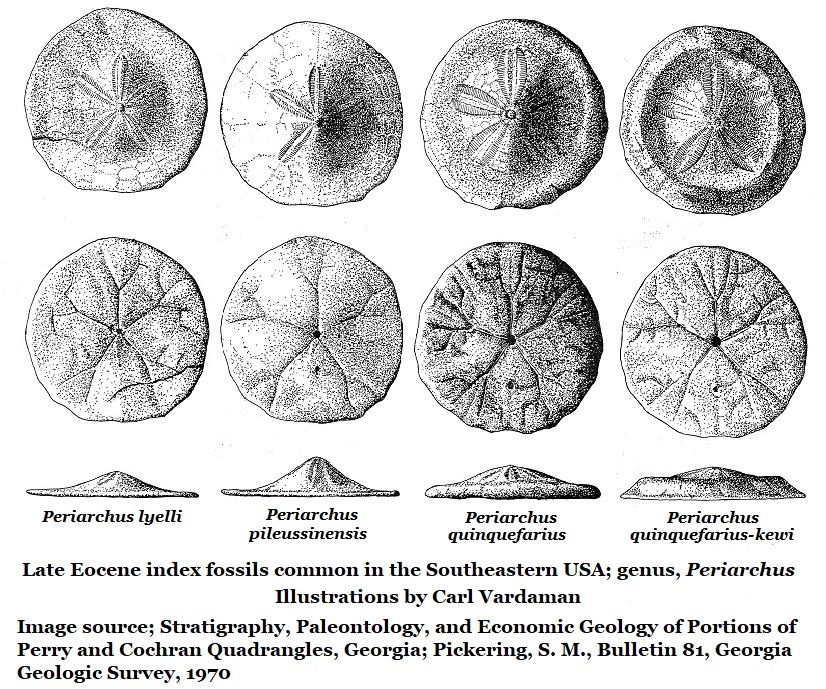 Periarchus lyelli
Periarchus
pileussinensis
Periarchus
quinquefarius
Periarchus
quinquefarius-kewi
Late Eocene index fossils common in the Southeastern USA; genus, Periarchus
Illustrations by Carl Vardaman
Image source; Stratigraphy, Paleontology, and Economic Geology of Portions of
Perry and Cochran Quadrangles, Georgia; Pickering, S. M., Bulletin 81, Georgia
Geologic Survey, 1970